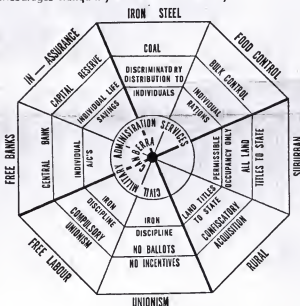 IRON STEEL
COAL
DISCRIMINATORY
DISTRIBUTION TO
INDIVIDUALS
FOOD CONTROL
BULK CONTROL
INDIVIDUAL
RATIONS
SUBURBAN
ALL LAND
TITLES TO STATE
PERMISSIBLE
OCCUPANCY ONLY
RURAL
CONFISCATORY
ACQUISITION
LAND TITLES
TO STATE
IRON
DISCIPLINE
NO BALLOTS
NO INCENTIVES
UNIONISM
FREE LABOUR
COMPULSORY
UNIONISM
IRON
DISCIPLINE
FREE BANKS
CENTRAL BANK
INDIVIDUAL
A/C'S
IN — ASSURANCE
CAPITAL RESERVE
INDIVIDUAL LIFE
SAVINGS
CIVIL MILITARY ADMINISTRATION SERVICES
CANBERRA